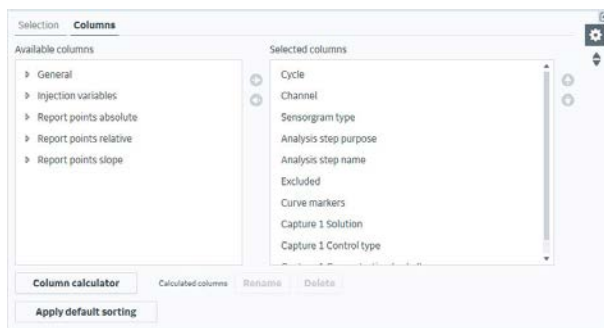 Selection Columns
Available columns
General
Injection variables
Report points absolute
Report points relative
Report points slope
Selected columns
Cycle
Channel
Sensorgram type
Analysis step purpose
Analysis step name
Excluded
Curve markers
Capture 1 Solution
Capture 1 Control type
Column calculator Calculated columns Rename Delete
Apply default sorting